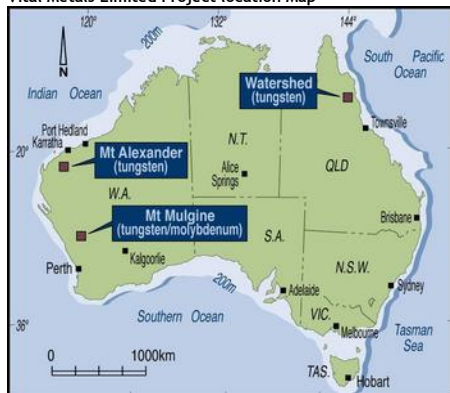 Vital Metals Limited Project location Map
120°
132°
144°
200m
South Pacific
Ocean
N
Indian Ocean
Watershed
(tungsten)
Port Hedland
Karratha
Townsville
20°
Mt Alexander
(tungsten)
N.T.
Alice
Springs
QLD
W.A.
Mt Mulgine
(tungsten/molybdenum)
S.A.
Brisbane
Perth
Kalgoorlie
N.S.W.
200m
Adelaide
Sydney
Southern Ocean
VIC.
36°
Melbourne
Tasman
Sea
0
1000km
TAS.
Hobart